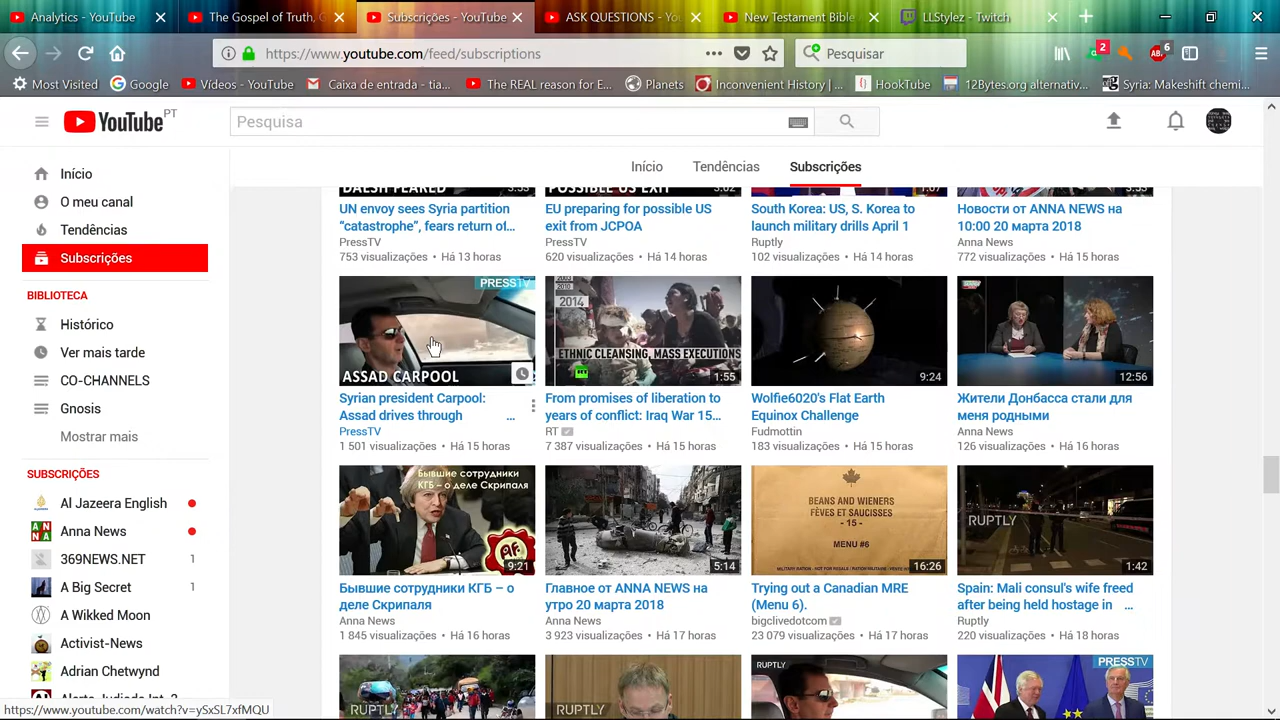 Analytics - YouTube
The Gospel of Truth, G
Subscrições - YouTube
ASK QUESTIONS - You
New Testament Bible
LLStylez - Twitch
https://www.youtube.com/feed/subscriptions
Pesquisar
2
6
Most Visited
Google
Vídeos - YouTube
Caixa de entrada - tia...
The REAL reason for E...
Planets
Inconvenient History | ...
HookTube
12Bytes.org alternativ...
Syria: Makeshift chemi...
YouTube PT
Pesquisa
Início
Tendências
Subscrições
Início
O meu canal
Tendências
Subscrições
BIBLIOTECA
Histórico
Ver mais tarde
CO-CHANNELS
Gnosis
Mostrar mais
SUBSCRIÇÕES
Al Jazeera English
Anna News
369NEWS.NET 1
A Big Secret 1
A Wikked Moon
Activist-News
Adrian Chetwynd
https://www.youtube.com/watch?v=ySxSL7xfMQU
UN envoy sees Syria partition
“catastrophe”, fears return of...
PressTV
753 visualizações • Há 13 horas
EU preparing for possible US
exit from JCPOA
PressTV
620 visualizações • Há 14 horas
South Korea: US, S. Korea to
launch military drills April 1
Ruptly
102 visualizações • Há 14 horas
Новости от ANNA NEWS на
10:00 20 марта 2018
Anna News
772 visualizações • Há 15 horas
PRESSTV
ASSAD CARPOOL
Syrian president Carpool:
Assad drives through ...
PressTV
1 501 visualizações • Há 15 horas
2014
ETHNIC CLEANSING, MASS EXECUTIONS
1:55
From promises of liberation to
years of conflict: Iraq War 15...
RT
7 387 visualizações • Há 15 horas
9:24
Wolfie6020's Flat Earth
Equinox Challenge
Fudmottin
183 visualizações • Há 15 horas
12:56
Жители Донбасса стали для
меня родными
Anna News
126 visualizações • Há 16 horas
Бывшие сотрудники
КГБ – о деле Скрипаля
9:21
Бывшие сотрудники КГБ – о
деле Скрипаля
Anna News
1 845 visualizações • Há 16 horas
5:14
Главное от ANNA NEWS на
утро 20 марта 2018
Anna News
3 923 visualizações • Há 17 horas
BEANS AND WIENERS
FÈVES ET SAUCISSES
- 15 -
MENU #6
16:26
Trying out a Canadian MRE
(Menu 6).
bigclivedotcom
23 079 visualizações • Há 17 horas
RUPTLY
1:42
Spain: Mali consul's wife freed
after being held hostage in ...
Ruptly
220 visualizações • Há 18 horas
RUPTLY
RUPTLY
RUPTLY
PRESSTV